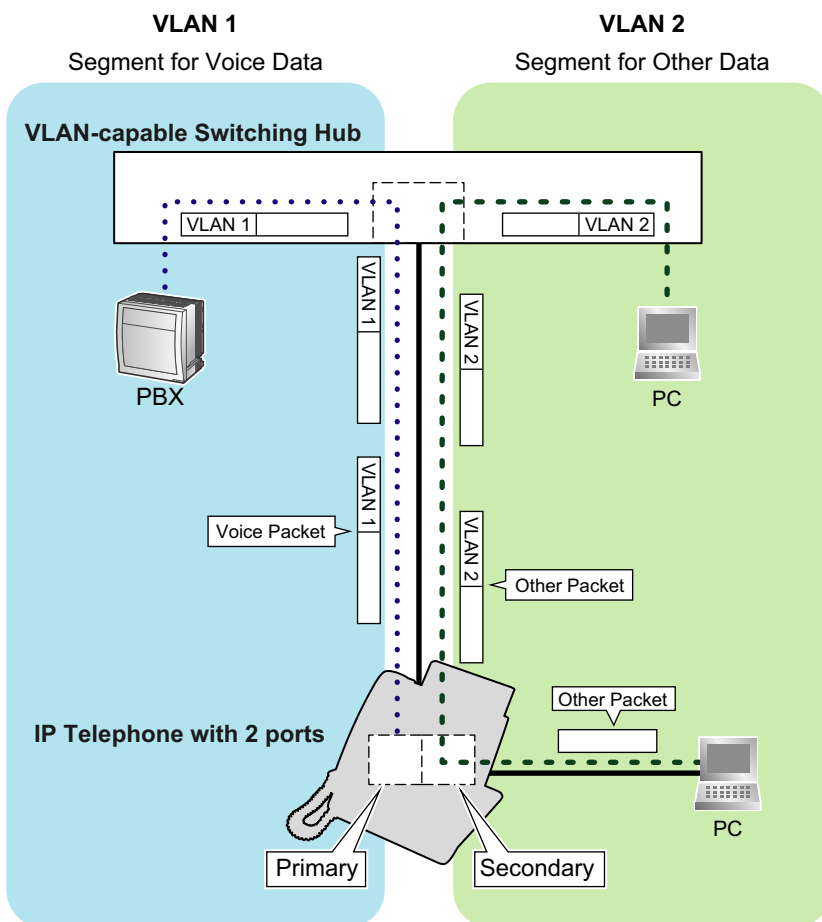 VLAN 1
Segment for Voice Data
VLAN 2
Segment for Other Data
VLAN-capable Switching Hub
VLAN 1
VLAN 2
VLAN 1
VLAN 2
PBX
PC
VLAN 1
Voice Packet
VLAN 2
Other Packet
Other Packet
IP Telephone with 2 ports
PC
Primary
Secondary